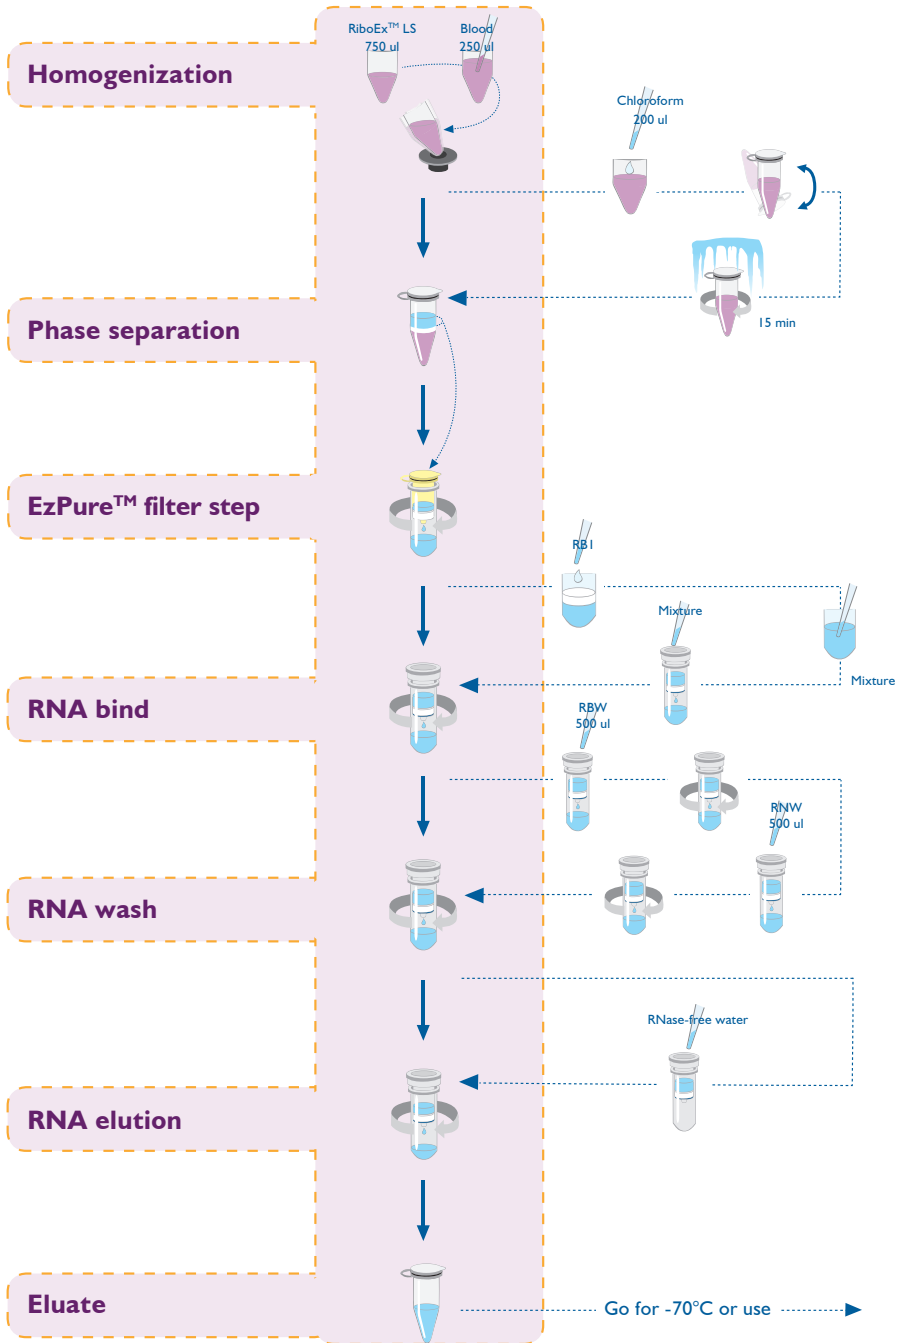 RiboEx™ LS
750 ul
Blood
250 ul
Homogenization
Chloroform
200 ul
15 min
Phase separation
EzPure™ filter step
RB1
Mixture
Mixture
RNA bind
RBW
500 ul
RNW
500 ul
RNA wash
RNase-free water
RNA elution
Eluate
Go for -70°C or use